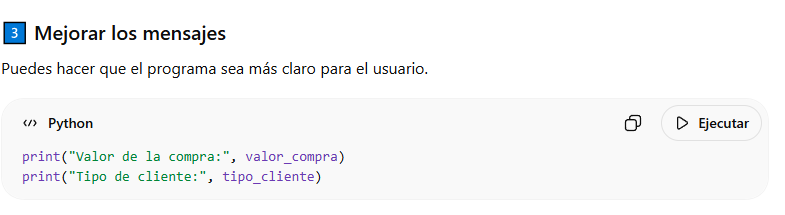 3 Mejorar los mensajes
Puedes hacer que el programa sea más claro para el usuario.
</> Python Ejecutar
print("Valor de la compra:", valor_compra)
print("Tipo de cliente:", tipo_cliente)